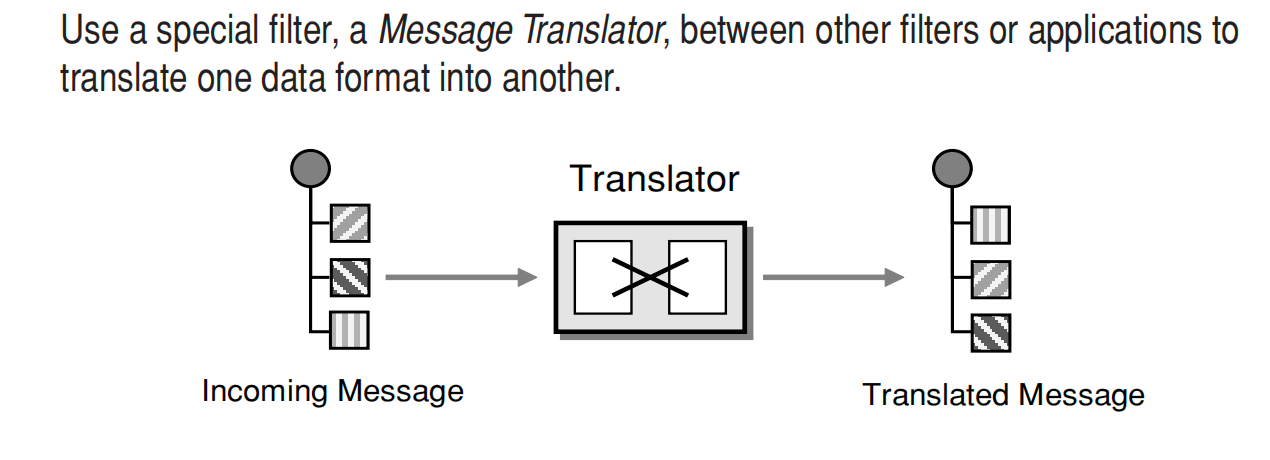 Use a special filter, a Message Translator, between other filters or applications to
translate one data format into another.
Translator
Incoming Message
Translated Message